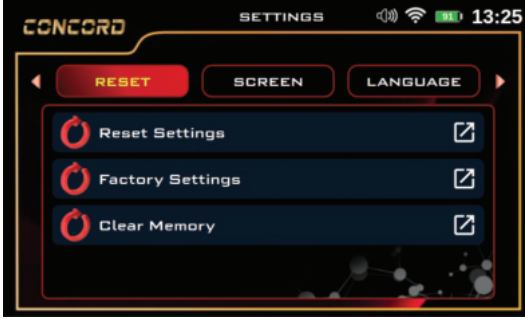 CONCORD
SETTINGS 91 13:25
RESET SCREEN LANGUAGE
Reset Settings
Factory Settings
Clear Memory